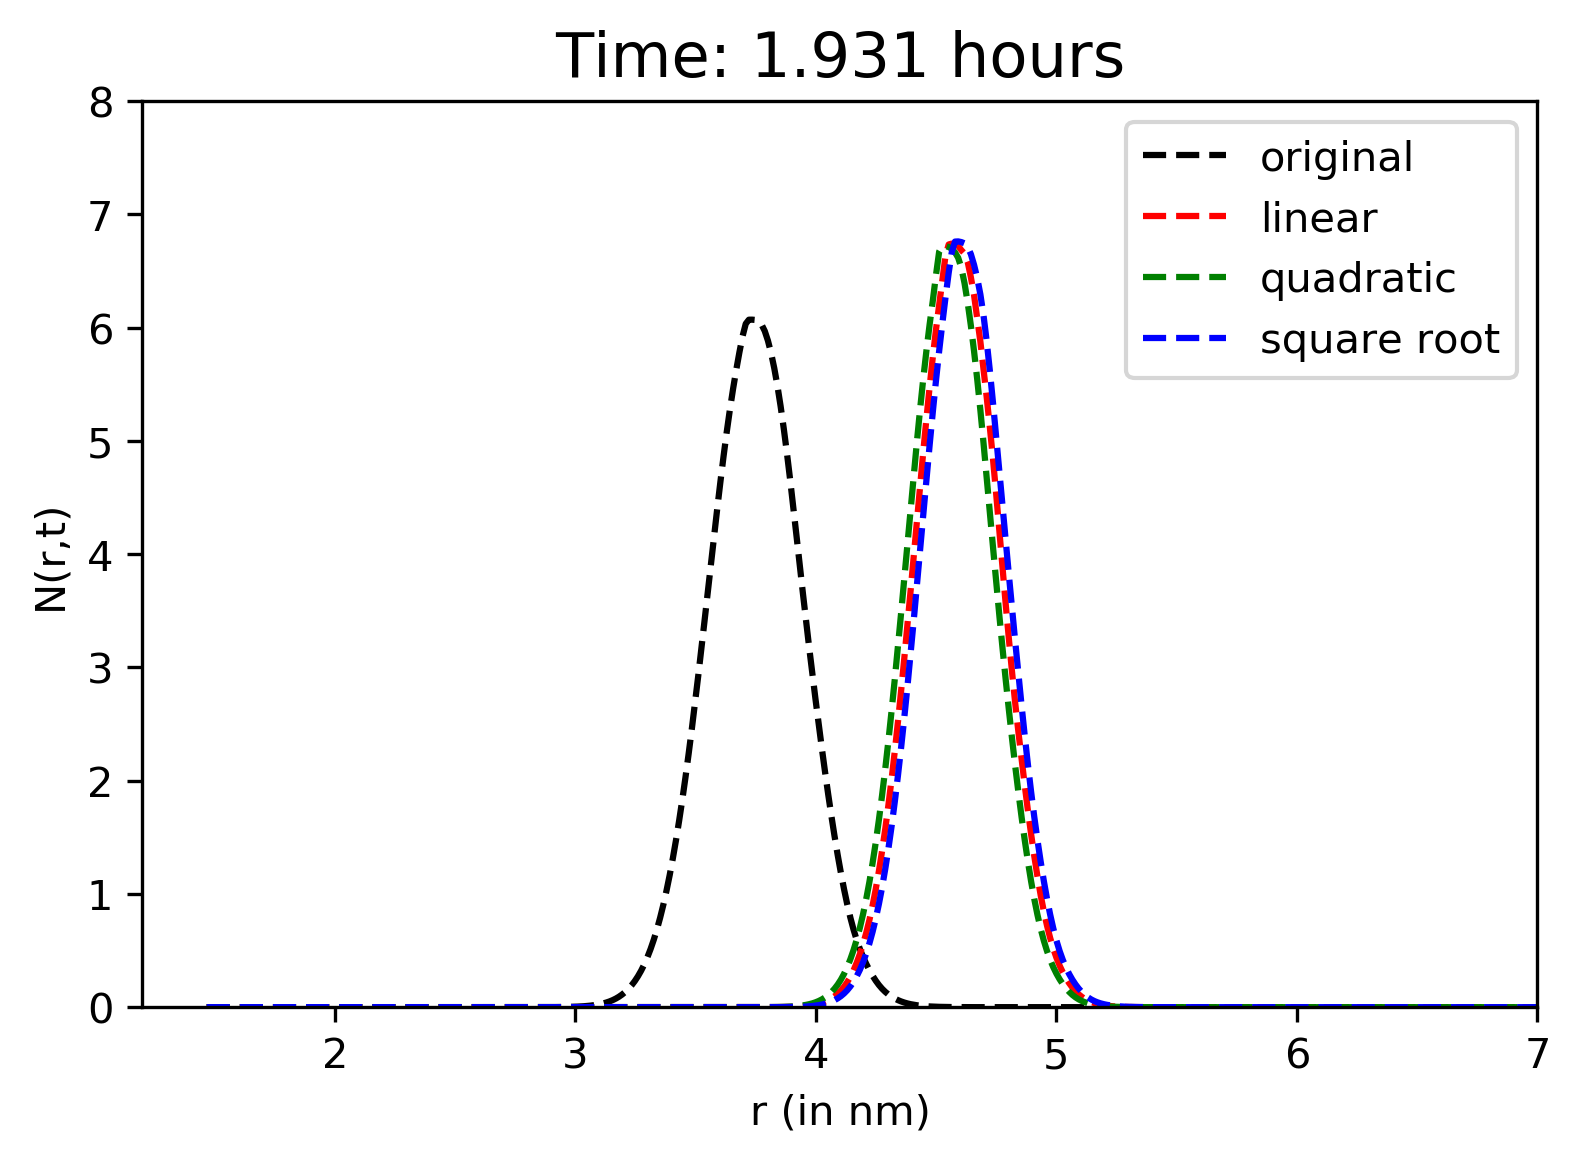 Time: 1.931 hours
8
7
6
5
4
3
2
1
0
N(r,t)
original
linear
quadratic
square root
2 3 4 5 6 7
r (in nm)